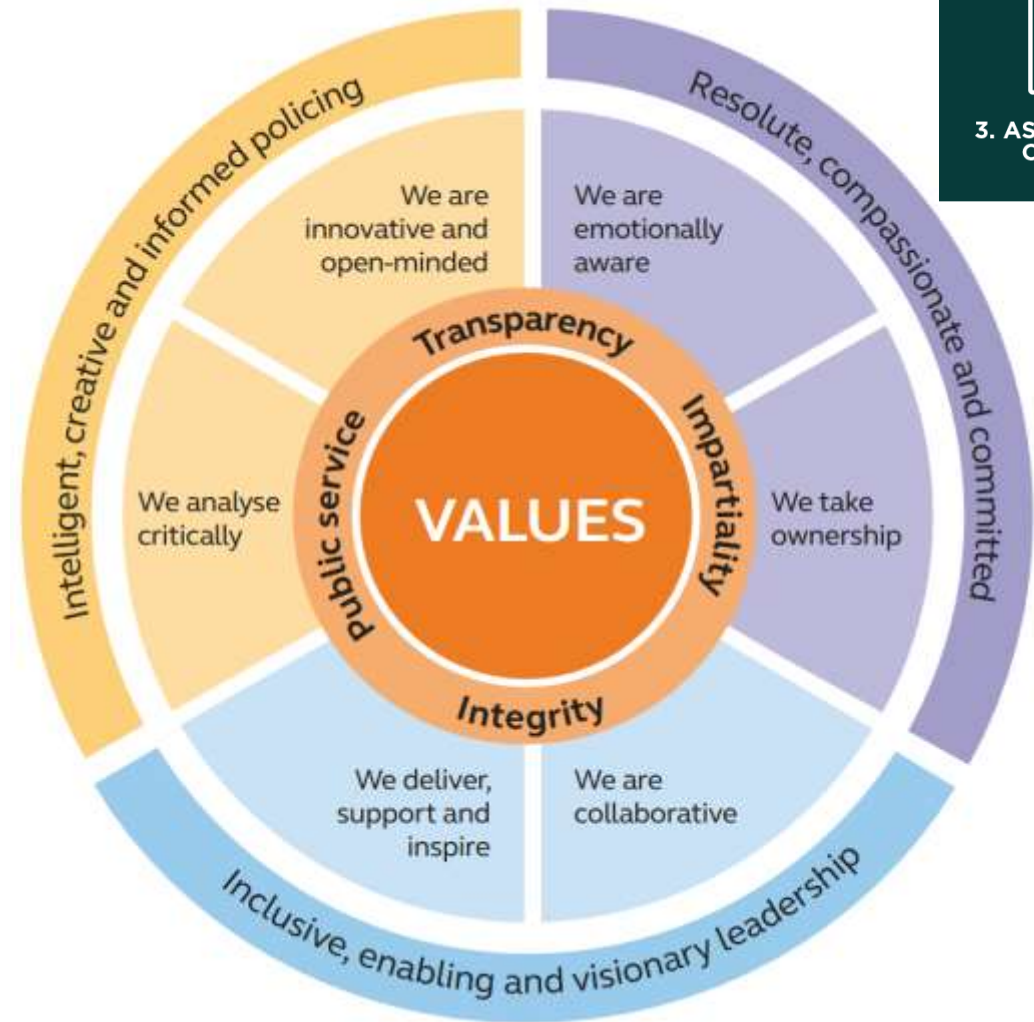 Intelligent, creative and informed policing
Resolute, compassionate and committed
3. AS
We are
innovative and
open-minded
We are
emotionally
aware
Transparency
Public service
Impartiality
We analyse
critically
VALUES
We take
ownership
Integrity
We deliver,
support and
inspire
We are
collaborative
Inclusive, enabling and visionary leadership